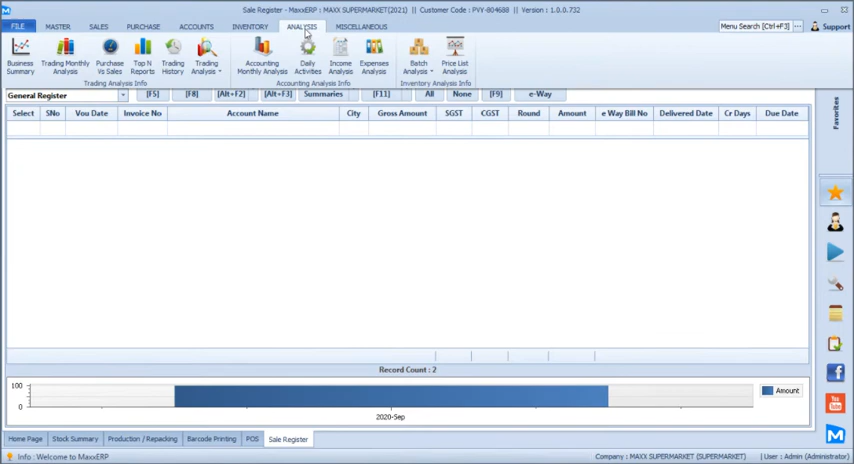 Sale Register - MaxxERP : MAXX SUPERMARKET(2021) || Customer Code : PVY-004688 || Version : 1.0.0.732
FILE MASTER SALES PURCHASE ACCOUNTS INVENTORY ANALYSIS MISCELLANEOUS Menu Search [Ctrl+F3] ... Support
Business Summary
Trading Monthly Analysis
Purchase Vs Sales
Top N Reports
Trading History
Trading Analysis
Accounting Monthly Analysis
Daily Activities
Income Analysis
Expenses Analysis
Batch Analysis
Price List Analysis
Trading Analysis Info Accounting Analysis Info Inventory Analysis Info
General Register [F5] [F8] [Alt+F2] [Alt+F3] Summaries [F11] All None [F9] e-Way
Favorites
Select SNo Vou Date Invoice No Account Name City Gross Amount SGST CGST Round Amount e Way Bill No Delivered Date Cr Days Due Date
Record Count : 2
100
0
2020-Sep
Amount
You Tube
Home Page Stock Summary Production / Repacking Barcode Printing POS Sale Register
Info : Welcome to MaxxERP Company : MAXX SUPERMARKET (SUPERMARKET) User : Admin (Administrator)